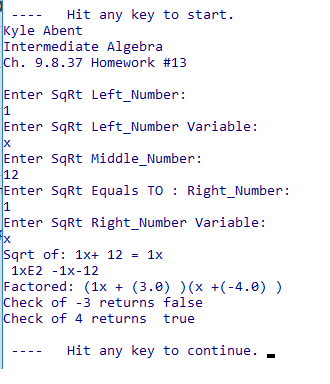 ----   Hit any key to start.
Kyle Abent
Intermediate Algebra
Ch. 9.8.37 Homework #13
Enter SqRt Left_Number:
1
Enter SqRt Left_Number Variable:
x
Enter SqRt Middle_Number:
12
Enter SqRt Equals TO : Right_Number:
1
Enter SqRt Right_Number Variable:
x
Sqrt of: 1x+ 12 = 1x
1xE2 -1x-12
Factored: (1x + (3.0) )(x +(-4.0) )
Check of -3 returns false
Check of 4 returns  true
----   Hit any key to continue.